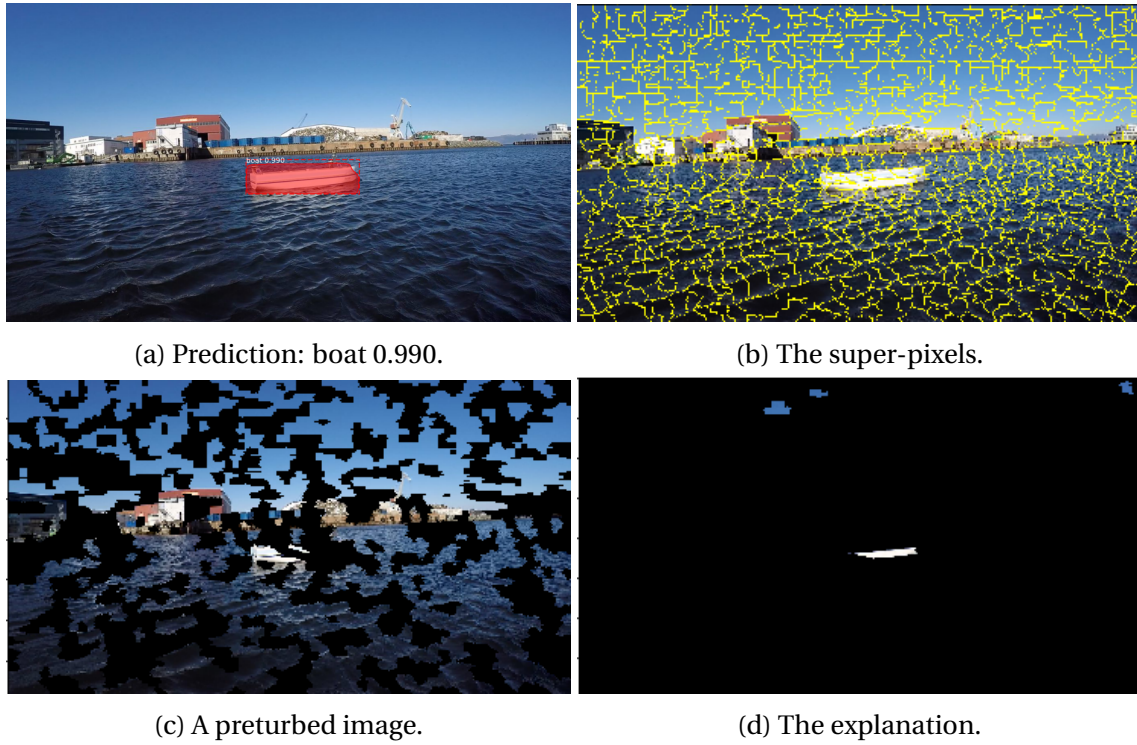 boat 0.990
(a) Prediction: boat 0.990.
(b) The super-pixels.
(c) A preturbed image.
(d) The explanation.